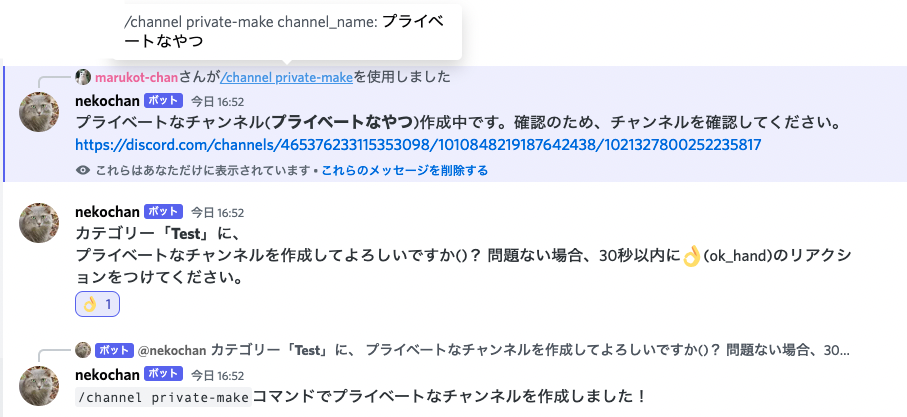 /channel private-make channel_name: プライベ
ートなやつ
marukot-chanさんが/channel private-makeを使用しました
nekochan ボット 今日 16:52
プライベートなチャンネル(プライベートなやつ)作成中です。確認のため、チャンネルを確認してください。
https://discord.com/channels/465376233115353098/1010848219187642438/1021327800252235817
これらはあなただけに表示されています • これらのメッセージを削除する
nekochan ボット 今日 16:52
カテゴリー「Test」に、
プライベートなチャンネルを作成してよろしいですか()？ 問題ない場合、30秒以内に👌(ok_hand)のリアクシ
ョンをつけてください。
👌 1
ボット @nekochan カテゴリー「Test」に、 プライベートなチャンネルを作成してよろしいですか()？ 問題ない場合、30...
nekochan ボット 今日 16:52
/channel private-makeコマンドでプライベートなチャンネルを作成しました！